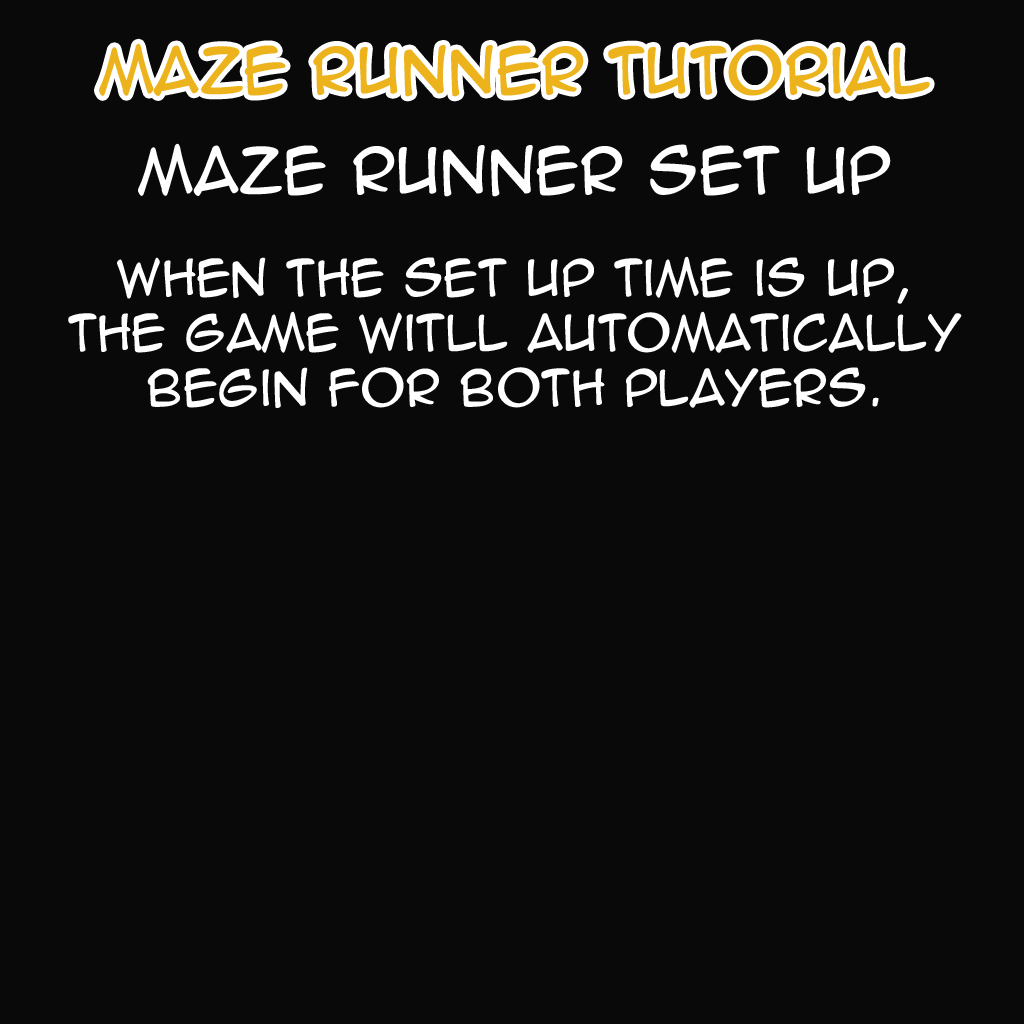 MAZE RUNNER TUTORIAL
MAZE RUNNER SET UP
WHEN THE SET UP TIME IS UP,
THE GAME WITLL AUTOMATICALLY
BEGIN FOR BOTH PLAYERS.